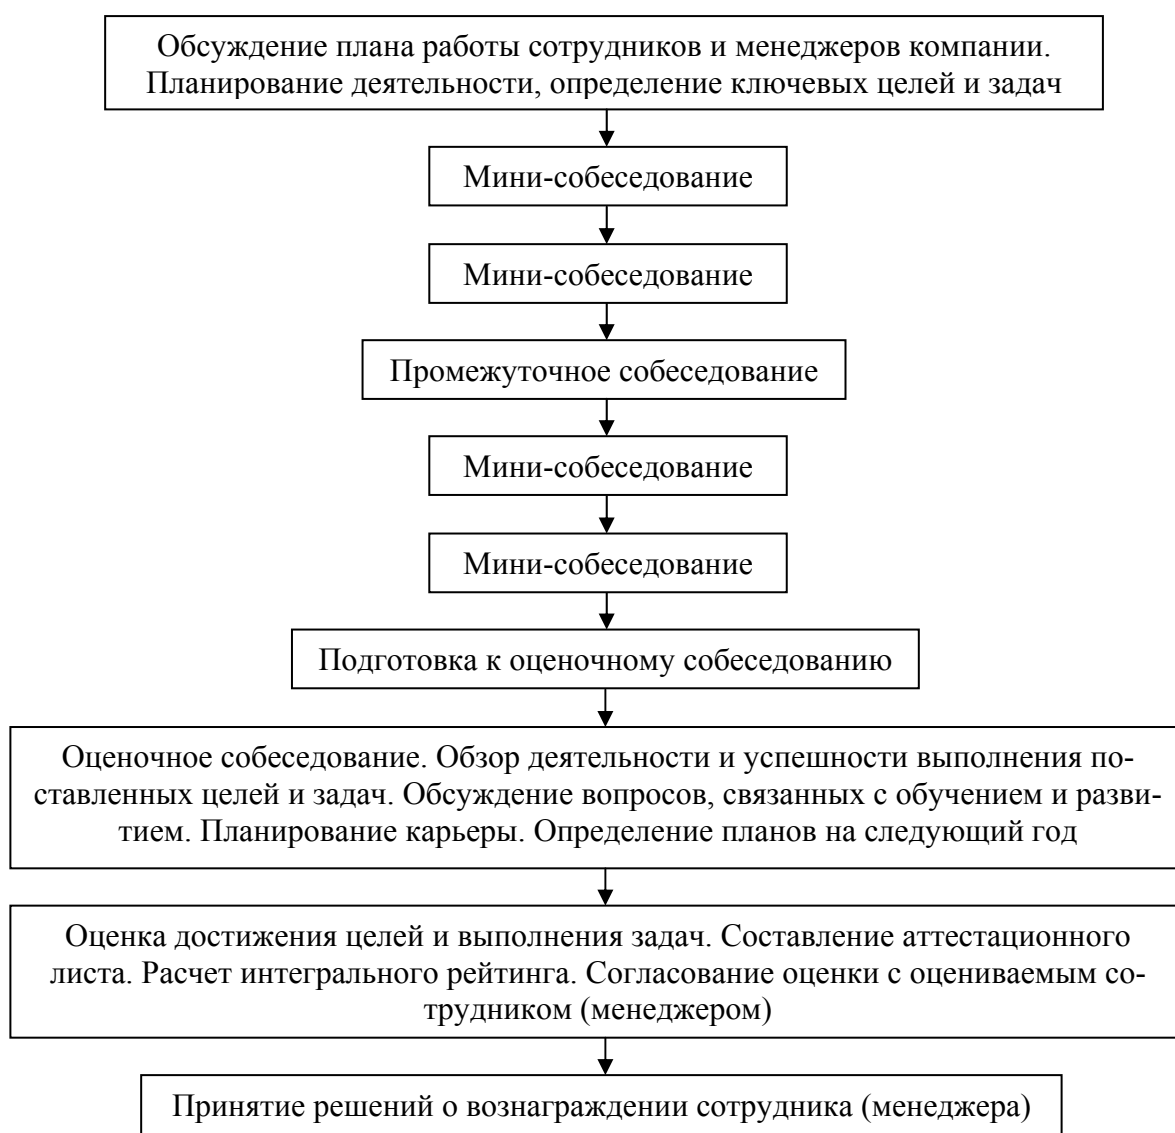 Обсуждение плана работы сотрудников и менеджеров компании.
Планирование деятельности, определение ключевых целей и задач
Мини-собеседование
Мини-собеседование
Промежуточное собеседование
Мини-собеседование
Мини-собеседование
Подготовка к оценочному собеседованию
Оценочное собеседование. Обзор деятельности и успешности выполнения по-
ставленных целей и задач. Обсуждение вопросов, связанных с обучением и разви-
тием. Планирование карьеры. Определение планов на следующий год
Оценка достижения целей и выполнения задач. Составление аттестационного
листа. Расчет интегрального рейтинга. Согласование оценки с оцениваемым со-
трудником (менеджером)
Принятие решений о вознаграждении сотрудника (менеджера)